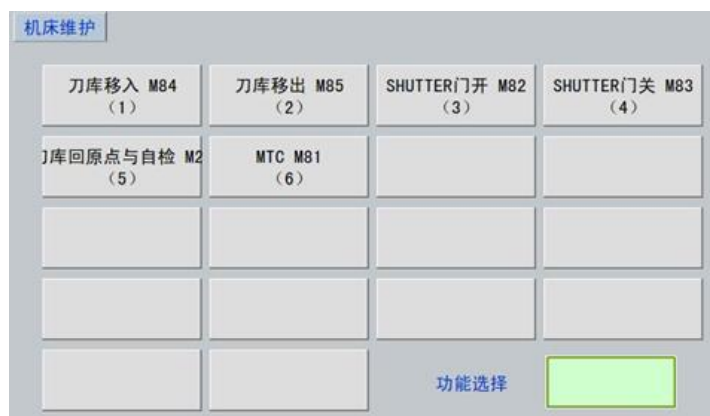 机床维护
刀库移入 M84
(1)
刀库移出 M85
(2)
SHUTTER门开 M82
(3)
SHUTTER门关 M83
(4)
库回原点与自检 M2
(5)
MTC M81
(6)
功能选择